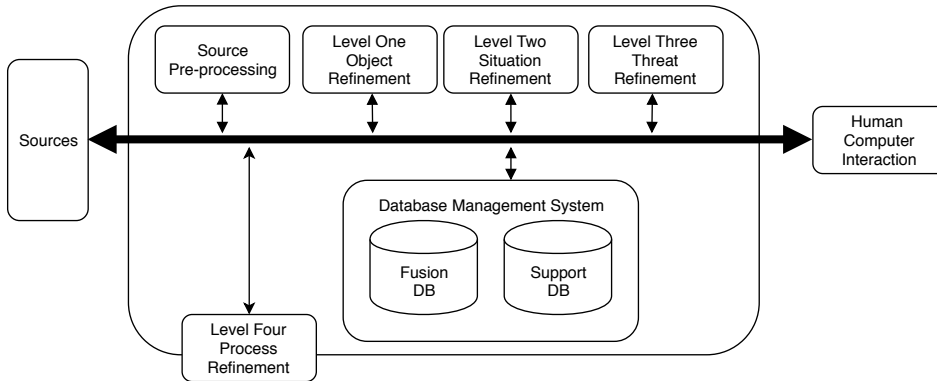 Source
Pre-processing
Level One
Object
Refinement
Level Two
Situation
Refinement
Level Three
Threat
Refinement
Sources
Human
Computer
Interaction
Database Management System
Fusion
DB
Support
DB
Level Four
Process
Refinement